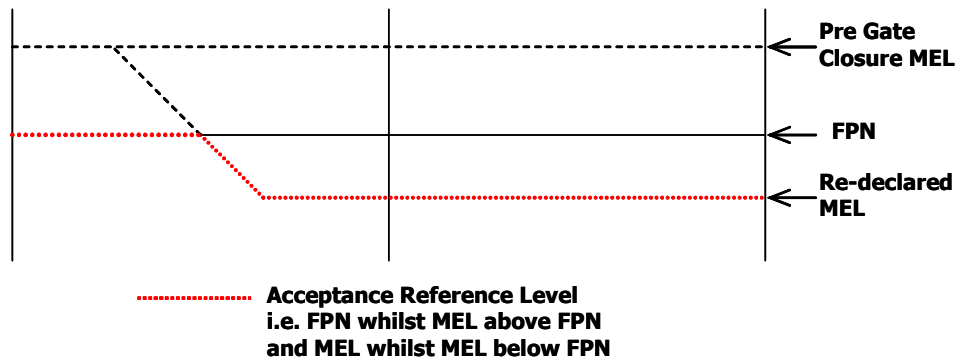 Pre Gate
Closure MEL
FPN
Re-declared
MEL
Acceptance Reference Level
i.e. FPN whilst MEL above FPN
and MEL whilst MEL below FPN